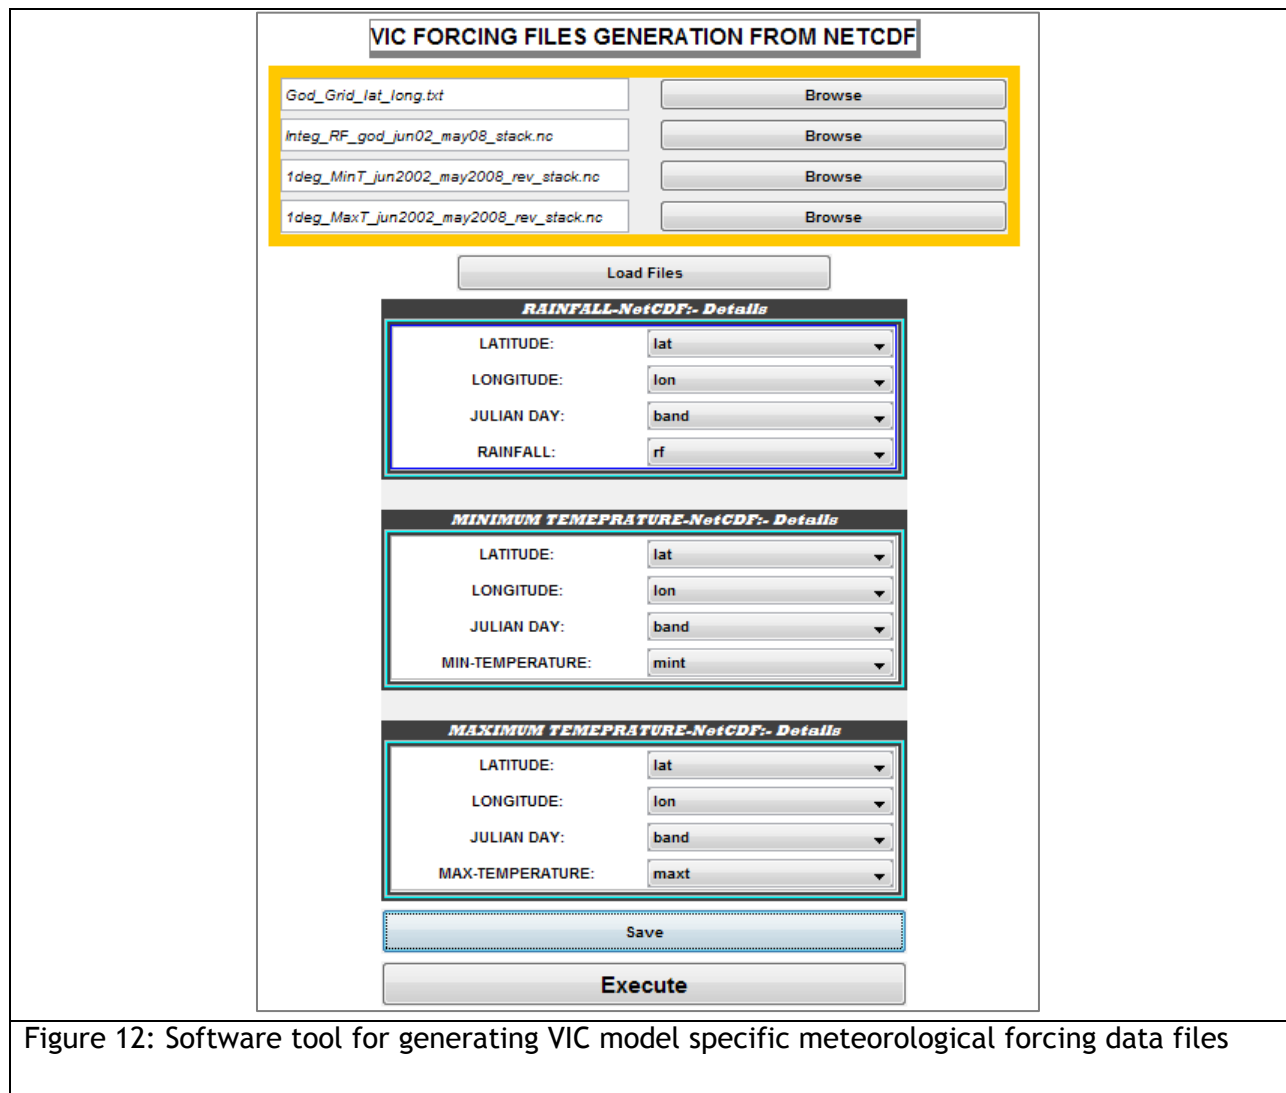 VIC FORCING FILES GENERATION FROM NETCDF
God_Grid_lat_long.txt Browse
Integ_RF_god_jun02_may08_stack.nc Browse
1deg_MinT_jun2002_may2008_rev_stack.nc Browse
1deg_MaxT_jun2002_may2008_rev_stack.nc Browse
Load Files
RAINFALL-NetCDF:- Details
LATITUDE: lat
LONGITUDE: lon
JULIAN DAY: band
RAINFALL: rf
MINIMUM TEMEPRATURE-NetCDF:- Details
LATITUDE: lat
LONGITUDE: lon
JULIAN DAY: band
MIN-TEMPERATURE: mint
MAXIMUM TEMEPRATURE-NetCDF:- Details
LATITUDE: lat
LONGITUDE: lon
JULIAN DAY: band
MAX-TEMPERATURE: maxt
Save
Execute
Figure 12: Software tool for generating VIC model specific meteorological forcing data files